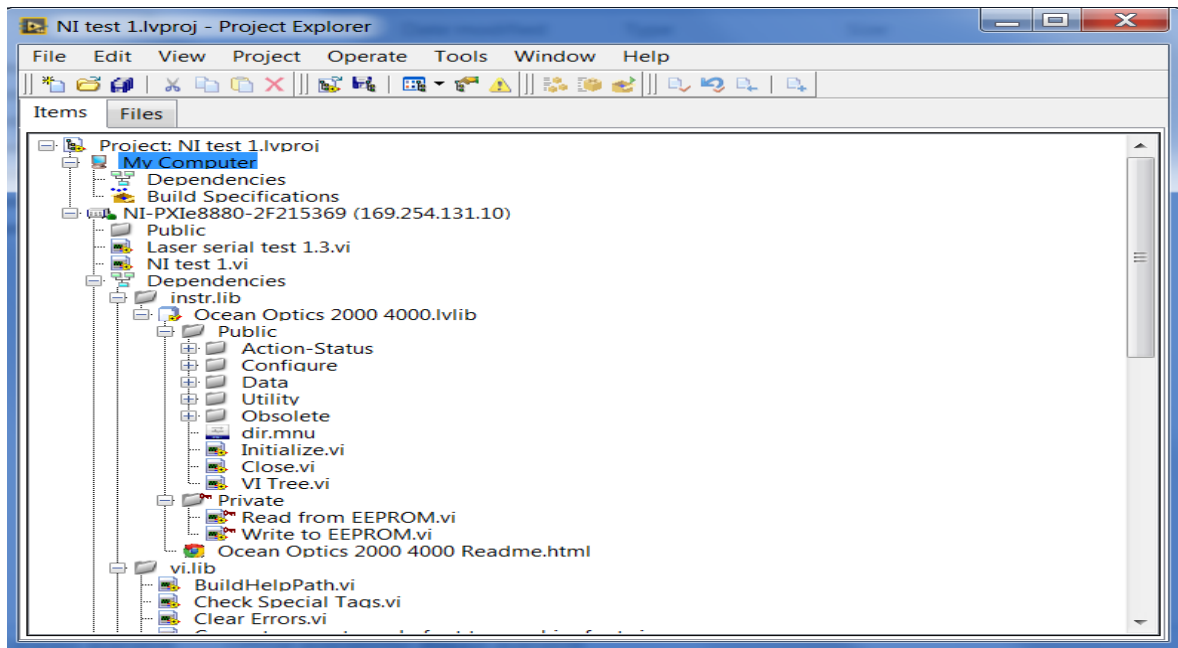 NI test 1.lvproj - Project Explorer
File Edit View Project Operate Tools Window Help
Items Files
Project: NI test 1.lvproj
My Computer
Dependencies
Build Specifications
NI-PXIe8880-2F215369 (169.254.131.10)
Public
Laser serial test 1.3.vi
NI test 1.vi
Dependencies
instr.lib
Ocean Optics 2000 4000.lvlib
Public
Action-Status
Configure
Data
Utility
Obsolete
dir.mnu
Initialize.vi
Close.vi
VI Tree.vi
Private
Read from EEPROM.vi
Write to EEPROM.vi
Ocean Optics 2000 4000 Readme.html
vi.lib
BuildHelpPath.vi
Check Special Tags.vi
Clear Errors.vi